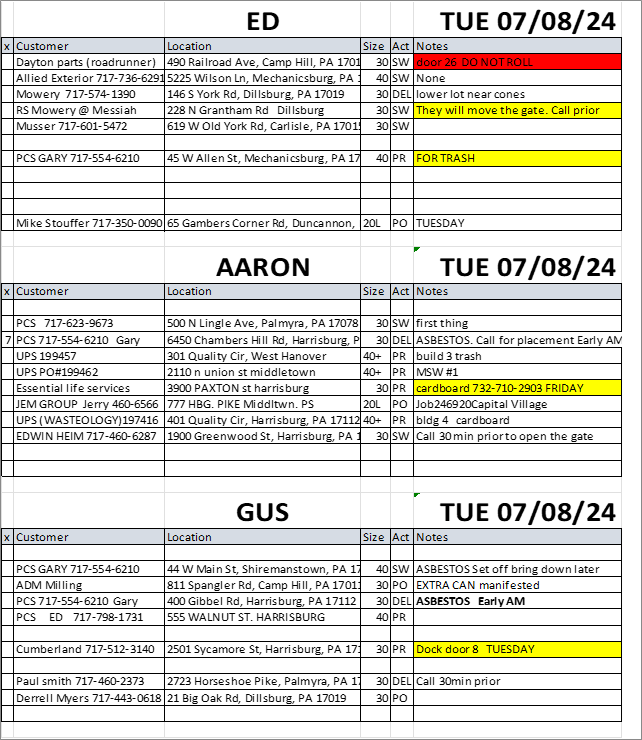 ED TUE 07/08/24
x Customer Location Size Act Notes
Dayton parts (roadrunner) 490 Railroad Ave, Camp Hill, PA 1701 30 SW door 26 DO NOT ROLL
Allied Exterior 717-736-6291 5225 Wilson Ln, Mechanicsburg, PA 40 SW None
Mowery 717-574-1390 146 S York Rd, Dillsburg, PA 17019 30 DEL lower lot near cones
RS Mowery @ Messiah 228 N Grantham Rd Dillsburg 30 SW They will move the gate. Call prior
Musser 717-601-5472 619 W Old York Rd, Carlisle, PA 17015 30 SW
PCS GARY 717-554-6210 45 W Allen St, Mechanicsburg, PA 17 40 PR FOR TRASH
Mike Stouffer 717-350-0090 65 Gambers Corner Rd, Duncannon, 20L PO TUESDAY
AARON TUE 07/08/24
x Customer Location Size Act Notes
PCS 717-623-9673 500 N Lingle Ave, Palmyra, PA 17078 30 SW first thing
7 PCS 717-554-6210 Gary 6450 Chambers Hill Rd, Harrisburg, P 30 DEL ASBESTOS. Call for placement Early AM
UPS 199457 301 Quality Cir, West Hanover 40+ PR build 3 trash
UPS PO#199462 2110 n union st middletown 40+ PR MSW #1
Essential life services 3900 PAXTON st harrisburg 30 PR cardboard 732-710-2903 FRIDAY
JEM GROUP Jerry 460-6566 777 HBG. PIKE Middltwn. PS 20L PO Job246920Capital Village
UPS (WASTEOLOGY)197416 401 Quality Cir, Harrisburg, PA 17112 40+ PR bldg 4 cardboard
EDWIN HEIM 717-460-6287 1900 Greenwood St, Harrisburg, PA 1 30 SW Call 30 min prior to open the gate
GUS TUE 07/08/24
x Customer Location Size Act Notes
PCS GARY 717-554-6210 44 W Main St, Shiremanstown, PA 17 40 SW ASBESTOS Set off bring down later
ADM Milling 811 Spangler Rd, Camp Hill, PA 17011 30 PO EXTRA CAN manifested
PCS 717-554-6210 Gary 400 Gibbel Rd, Harrisburg, PA 17112 30 DEL ASBESTOS Early AM
PCS ED 717-798-1731 555 WALNUT ST. HARRISBURG 40 PR
Cumberland 717-512-3140 2501 Sycamore St, Harrisburg, PA 171 30 PR Dock door 8 TUESDAY
Paul smith 717-460-2373 2723 Horseshoe Pike, Palmyra, PA 17 30 DEL Call 30min prior
Derrell Myers 717-443-0618 21 Big Oak Rd, Dillsburg, PA 17019 30 PO